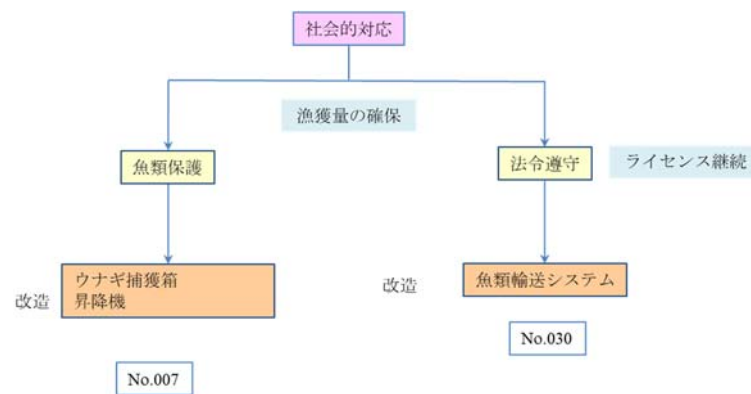 社会的対応
漁獲量の確保
魚類保護
法令遵守
ライセンス継続
ウナギ捕獲箱
昇降機
改造
魚類輸送システム
改造
No.007
No.030